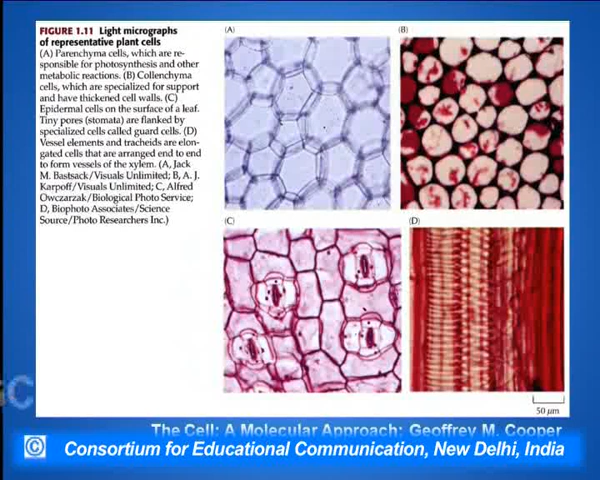 FIGURE 1.11 Light micrographs
of representative plant cells
(A) Parenchyma cells, which are re-
sponsible for photosynthesis and other
metabolic reactions. (B) Collenchyma
cells, which are specialized for support
and have thickened cell walls. (C)
Epidermal cells on the surface of a leaf.
Tiny pores (stomata) are flanked by
specialized cells called guard cells. (D)
Vessel elements and tracheids are elon-
gated cells that are arranged end to end
to form vessels of the xylem. (A, Jack
M. Bastsack/Visuals Unlimited; B, A. J.
Karpoff/Visuals Unlimited; C, Alfred
Owczarzak/Biological Photo Service;
D, Biophoto Associates/Science
Source/Photo Researchers Inc.)
(A)
(B)
(C)
(D)
50 µm
The Cell: A Molecular Approach: Geoffrey M. Cooper
© Consortium for Educational Communication, New Delhi, India